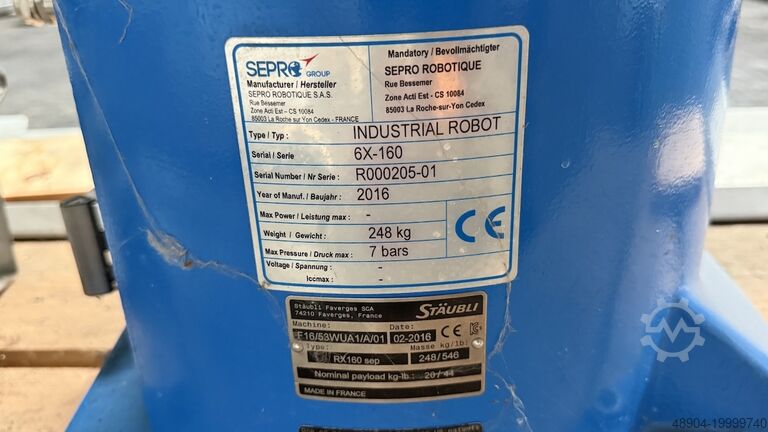 SEPRO GROUP
Manufacturer / Hersteller
SEPRO ROBOTIQUE S.A.S.
Rue Bessemer
Zone Acti Est – CS 10084
85003 La Roche sur Yon Cedex - FRANCE
Mandatory / Bevollmächtigter
SEPRO ROBOTIQUE
Rue Bessemer
Zone Acti Est - CS 10084
85003 La Roche-sur-Yon Cedex
Type / Typ : INDUSTRIAL ROBOT
Serial / Serie 6X-160
Serial Number / Nr Serie : R000205-01
Year of Manuf. / Baujahr : 2016
Max Power / Leistung max : -
Weight / Gewicht : 248 kg
Max Pressure / Druck max : 7 bars
Voltage / Spannung : -
Iccmax : -
CE
Stäubli Faverges SCA
74210 Faverges, France
STÄUBLI
Machine: Date:
F16/53WUA1/A/01 02-2016 CE
Type: Masse kg/lb:
RX160 sep 248/546
Nominal payload kg-lb: 20 / 44
MADE IN FRANCE
48904-19999740